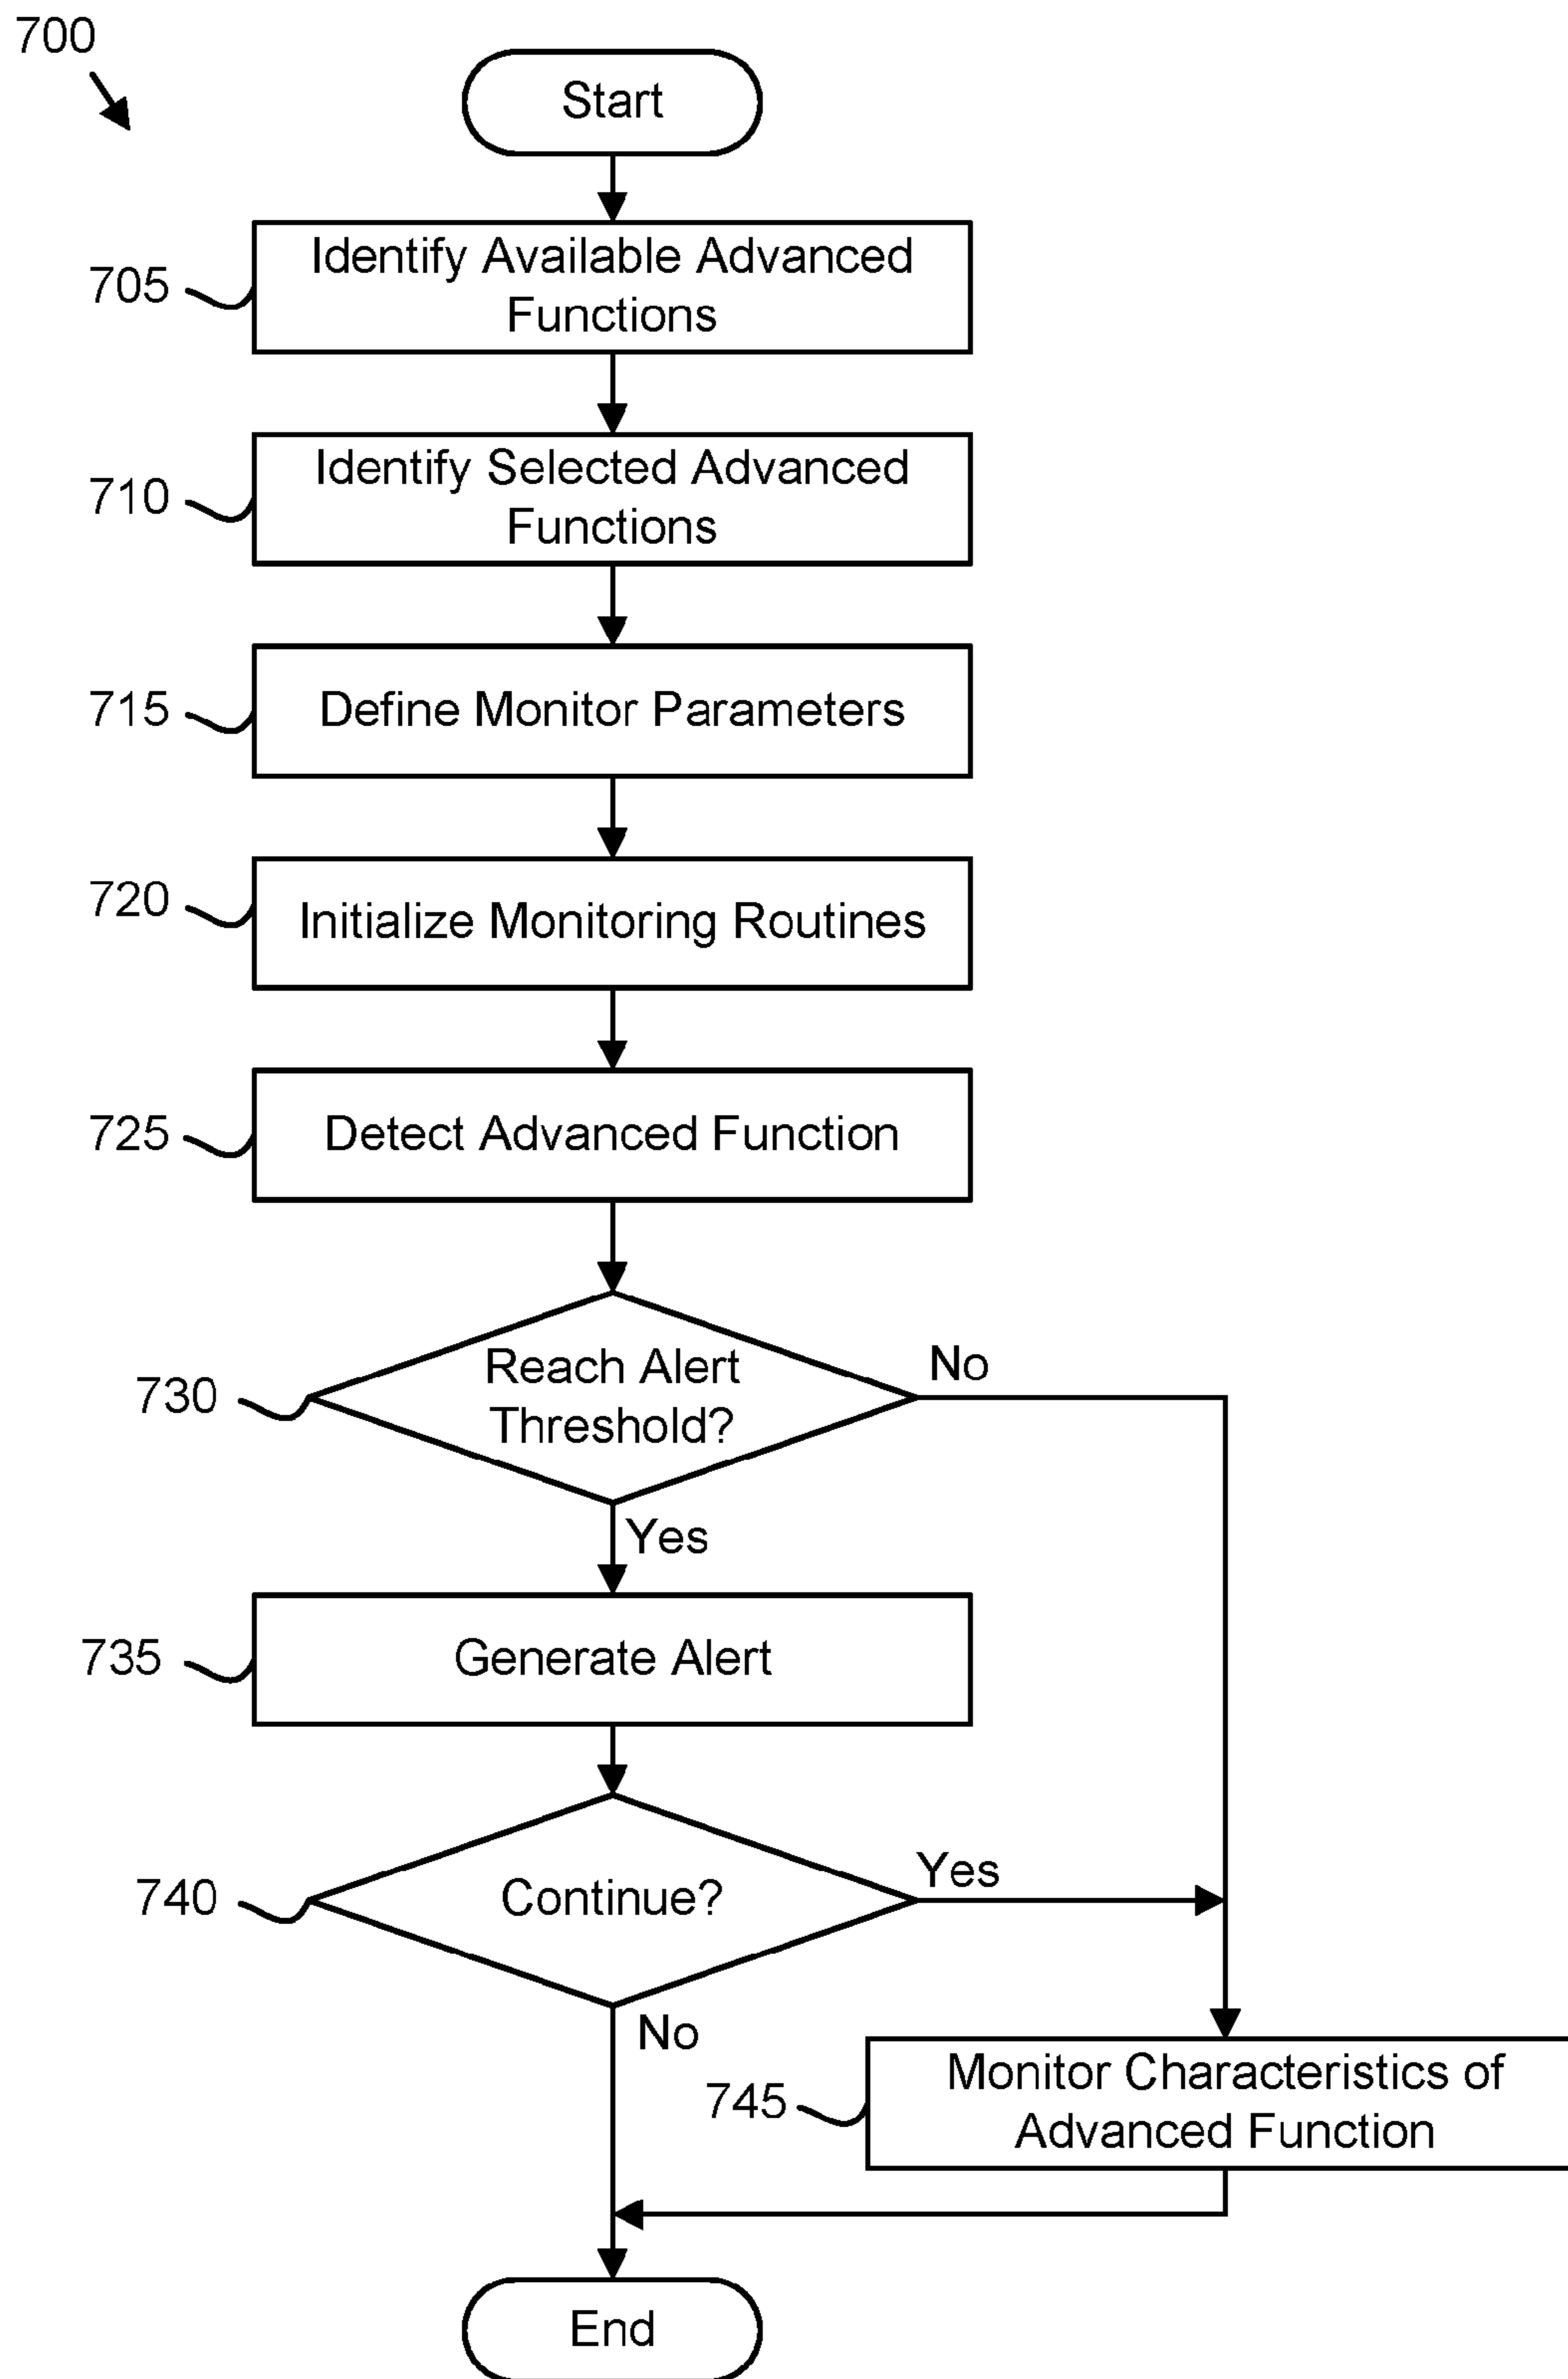 700
Start
705
Identify Available Advanced
Functions
710
Identify Selected Advanced
Functions
715
Define Monitor Parameters
720
Initialize Monitoring Routines
725
Detect Advanced Function
730
Reach Alert
Threshold?
No
Yes
735
Generate Alert
740
Continue?
Yes
No
745
Monitor Characteristics of
Advanced Function
End